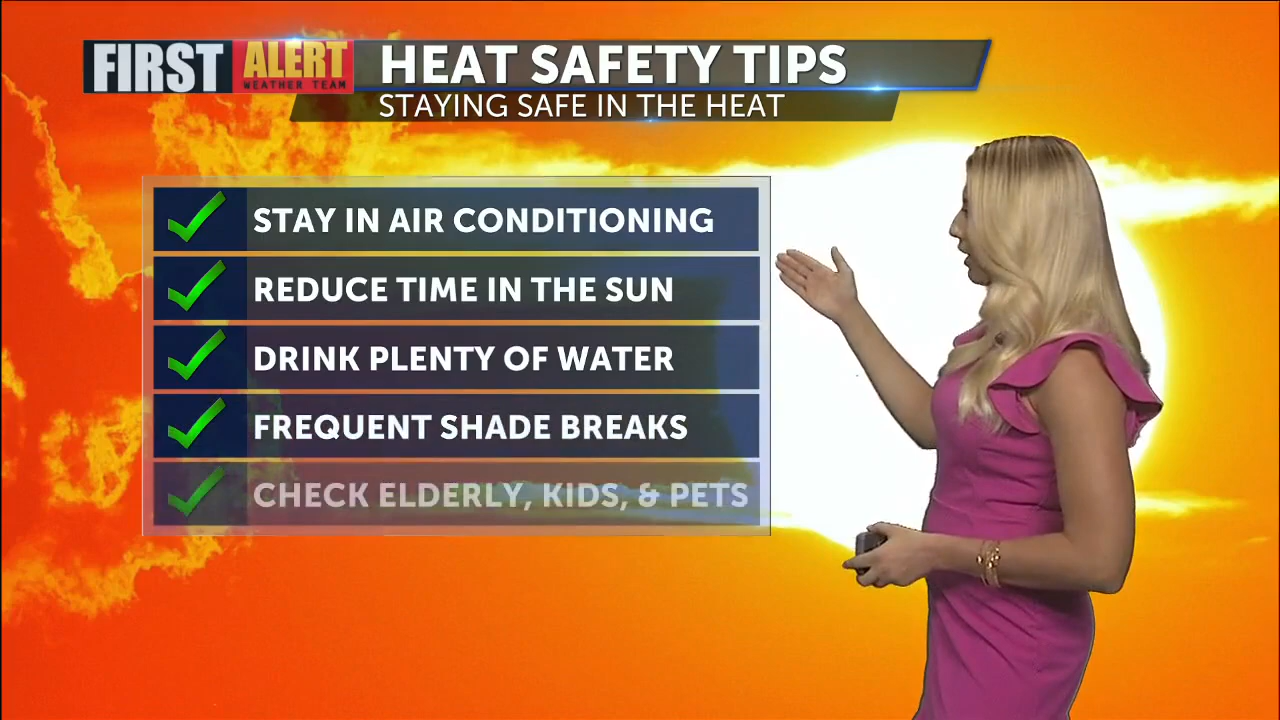 FIRST ALERT
WEATHER TEAM
HEAT SAFETY TIPS
STAYING SAFE IN THE HEAT
STAY IN AIR CONDITIONING
REDUCE TIME IN THE SUN
DRINK PLENTY OF WATER
FREQUENT SHADE BREAKS
CHECK ELDERLY, KIDS, & PETS